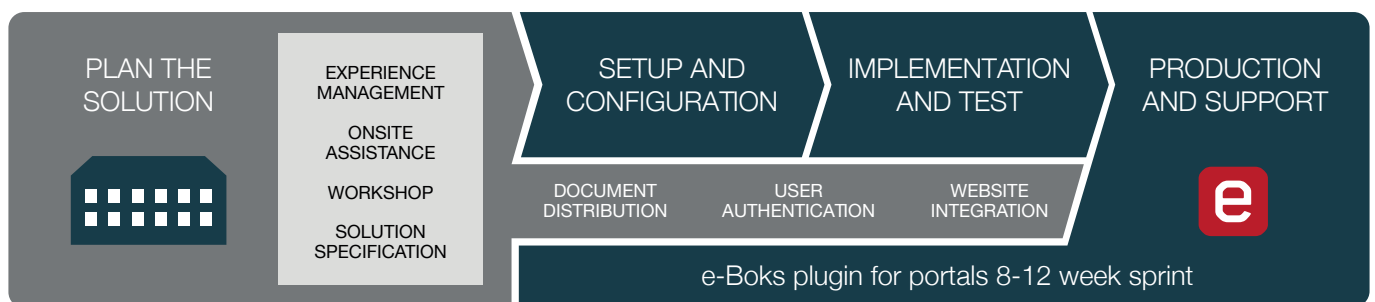 PLAN THE
SOLUTION
EXPERIENCE
MANAGEMENT
ONSITE
ASSISTANCE
WORKSHOP
SOLUTION
SPECIFICATION
SETUP AND
CONFIGURATION
IMPLEMENTATION
AND TEST
PRODUCTION
AND SUPPORT
DOCUMENT
DISTRIBUTION
USER
AUTHENTICATION
WEBSITE
INTEGRATION
e
e-Boks plugin for portals 8-12 week sprint